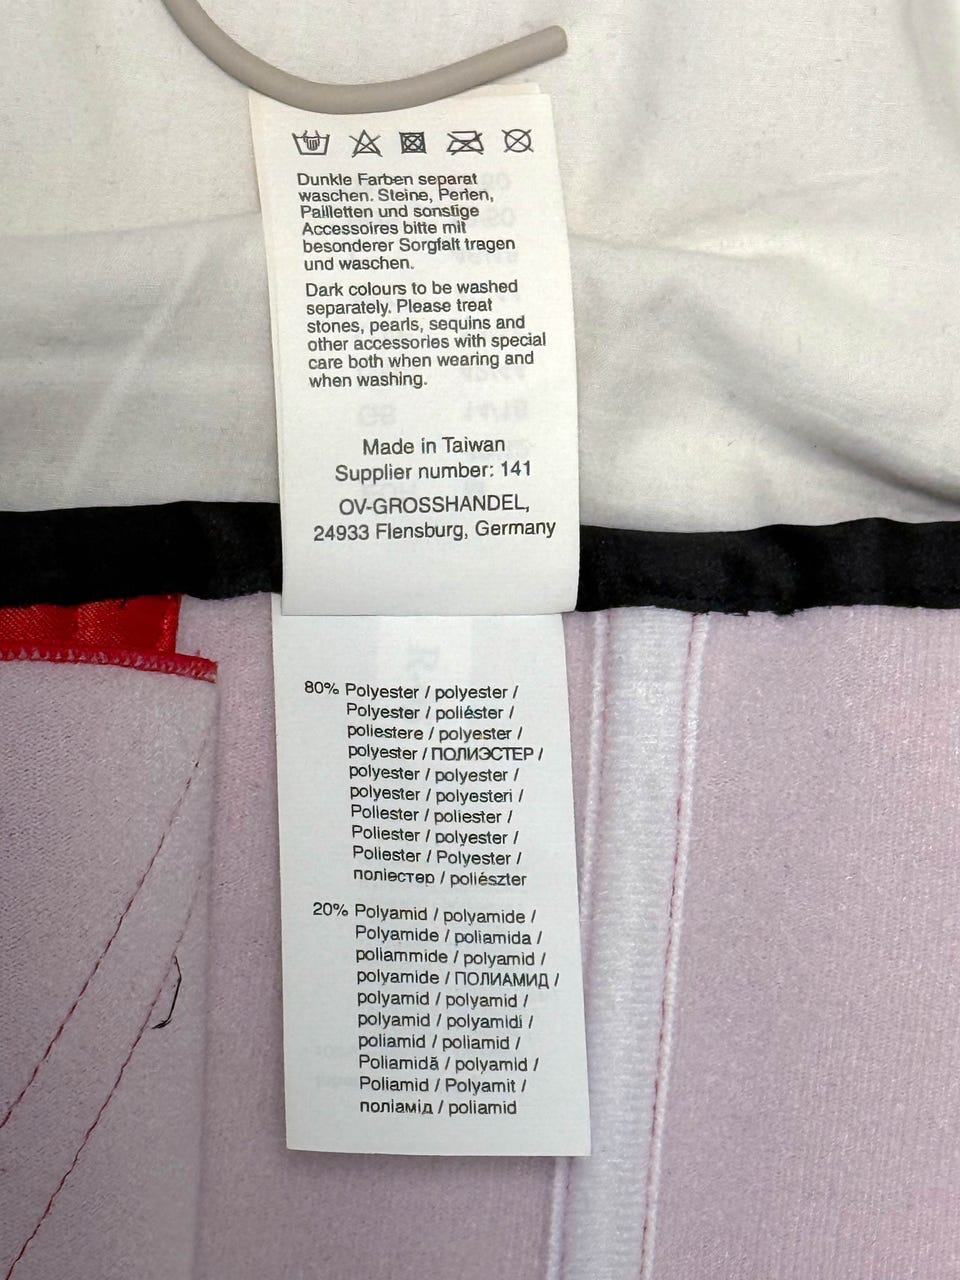 Dunkle Farben separat
waschen. Steine, Perlen,
Pailletten und sonstige
Accessoires bitte mit
besonderer Sorgfalt tragen
und waschen.
Dark colours to be washed
separately. Please treat
stones, pearls, sequins and
other accessories with special
care both when wearing and
when washing.
Made in Taiwan
Supplier number: 141
OV-GROSSHANDEL,
24933 Flensburg, Germany
80% Polyester / polyester /
Polyester / poliéster /
poliestere / polyester /
polyester / ПОЛИЭСТЕР /
polyester / polyester /
polyester / polyesteri /
Poliester / poliester /
Poliester / polyester /
Poliester / Polyester /
поліестер / poliészter
20% Polyamid / polyamide /
Polyamide / poliamida /
poliammide / polyamid /
polyamide / ПОЛИАМИД /
polyamid / polyamid /
polyamid / polyamidi /
poliamid / poliamid /
Poliamidă / polyamid /
Poliamid / Polyamit /
поліамід / poliamid